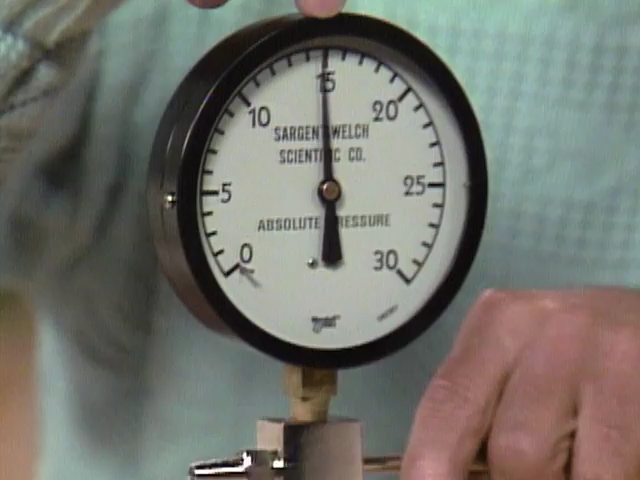 15
10 20
SARGENT-WELCH
SCIENTIFIC CO.
5 25
ABSOLUTE PRESSURE
0 30